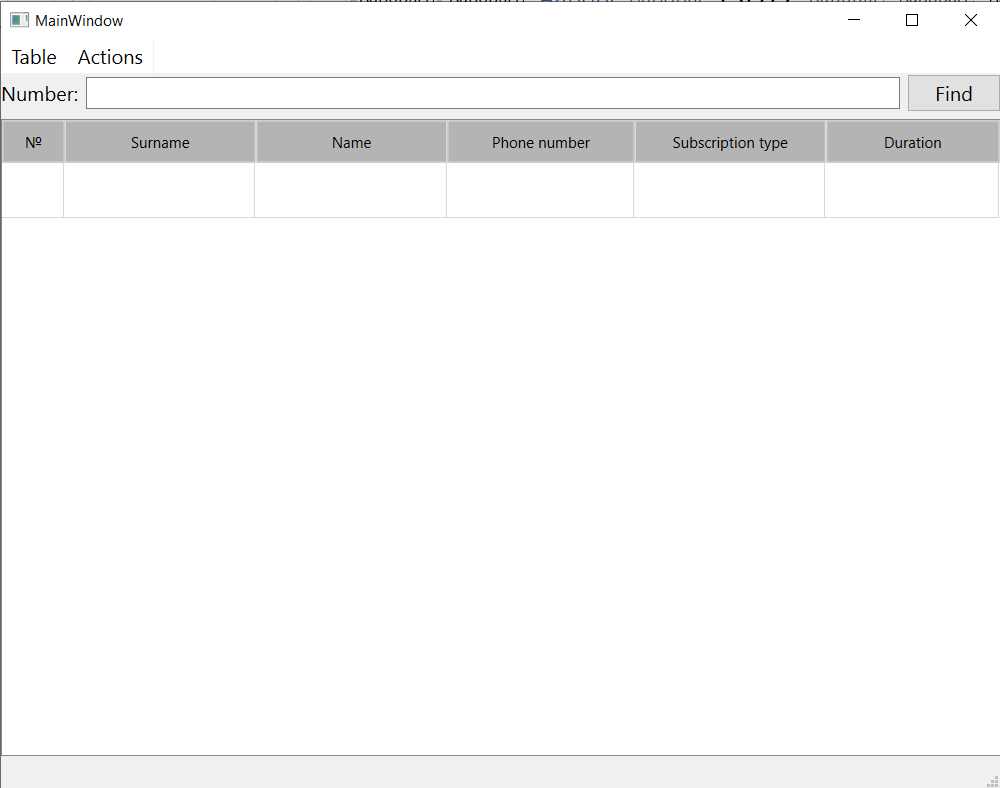 MainWindow
Table Actions
Number: Find
№ Surname Name Phone number Subscription type Duration